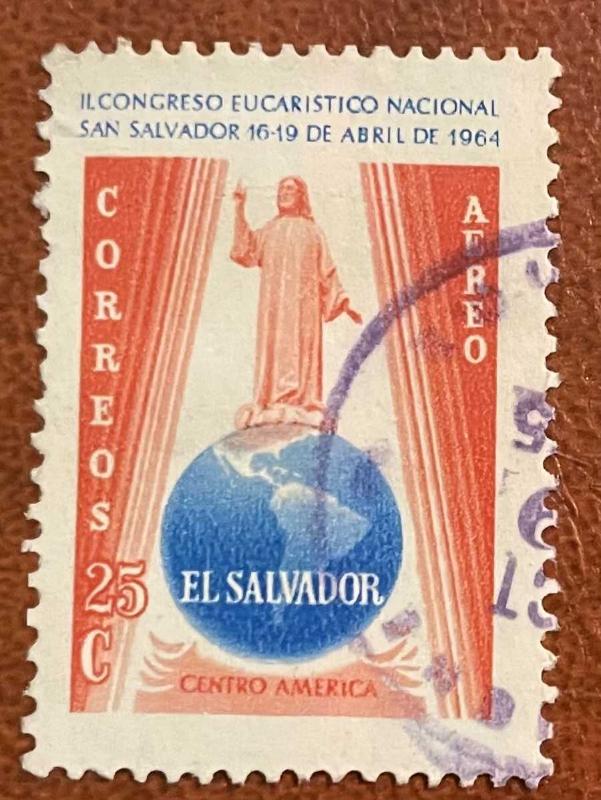 II. CONGRESO EUCARISTICO NACIONAL
SAN SALVADOR 16-19 DE ABRIL DE 1964
CORREOS
AEREO
25 C
EL SALVADOR
CENTRO AMERICA